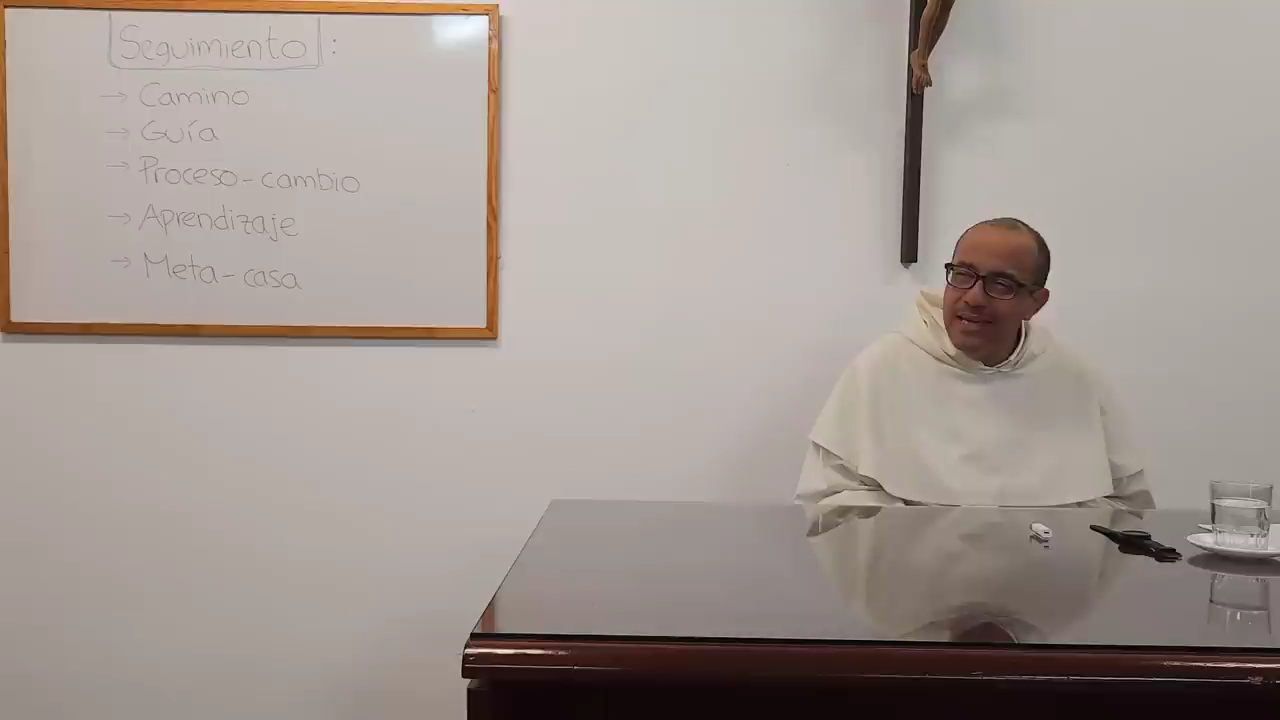 Seguimiento:
→ Camino
→ Guía
→ Proceso-cambio
→ Aprendizaje
→ Meta-casa